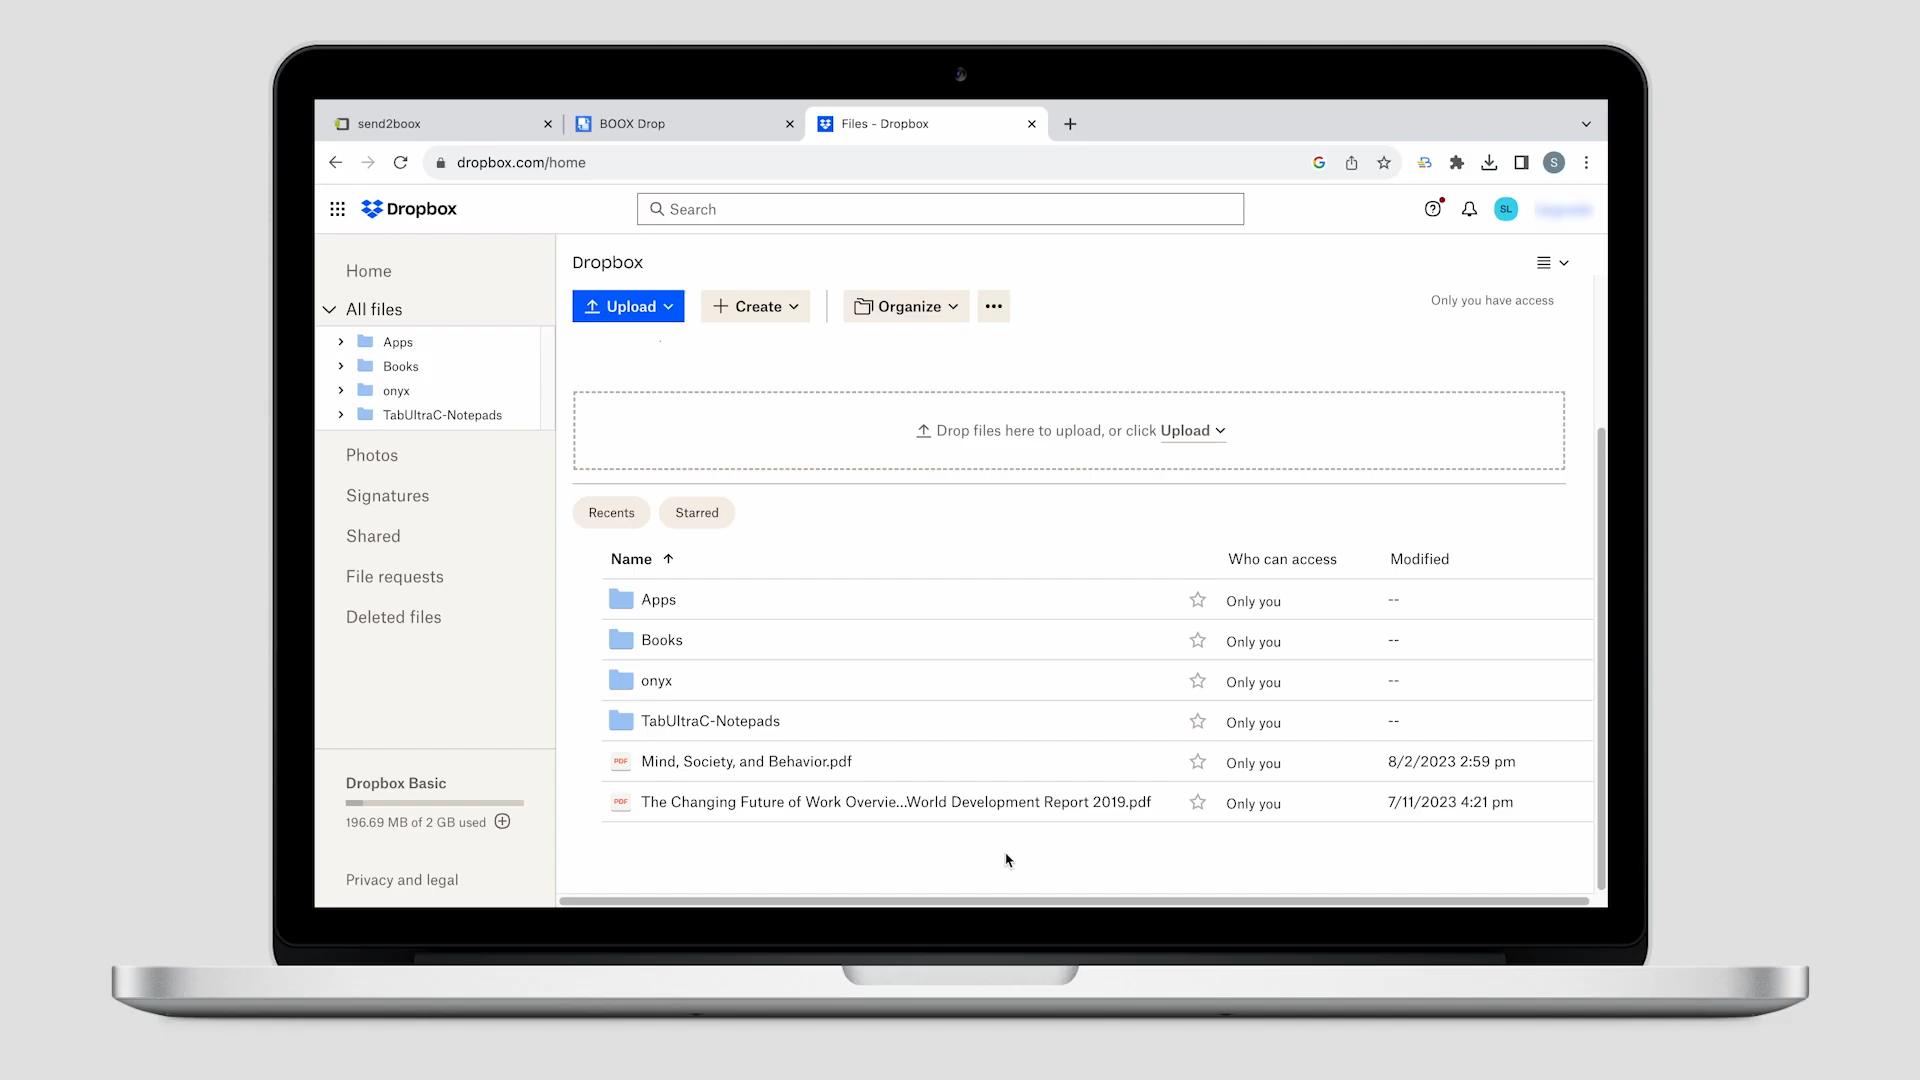 send2boox
BOOX Drop
Files - Dropbox
dropbox.com/home
S
Dropbox
Search
SL
Home
All files
Apps
Books
onyx
TabUltraC-Notepads
Photos
Signatures
Shared
File requests
Deleted files
Dropbox Basic
196.69 MB of 2 GB used
Privacy and legal
Dropbox
Upload
Create
Organize
Only you have access
Drop files here to upload, or click Upload
Recents
Starred
Name Who can access Modified
Apps Only you --
Books Only you --
onyx Only you --
TabUltraC-Notepads Only you --
PDF Mind, Society, and Behavior.pdf Only you 8/2/2023 2:59 pm
PDF The Changing Future of Work Overvie...World Development Report 2019.pdf Only you 7/11/2023 4:21 pm